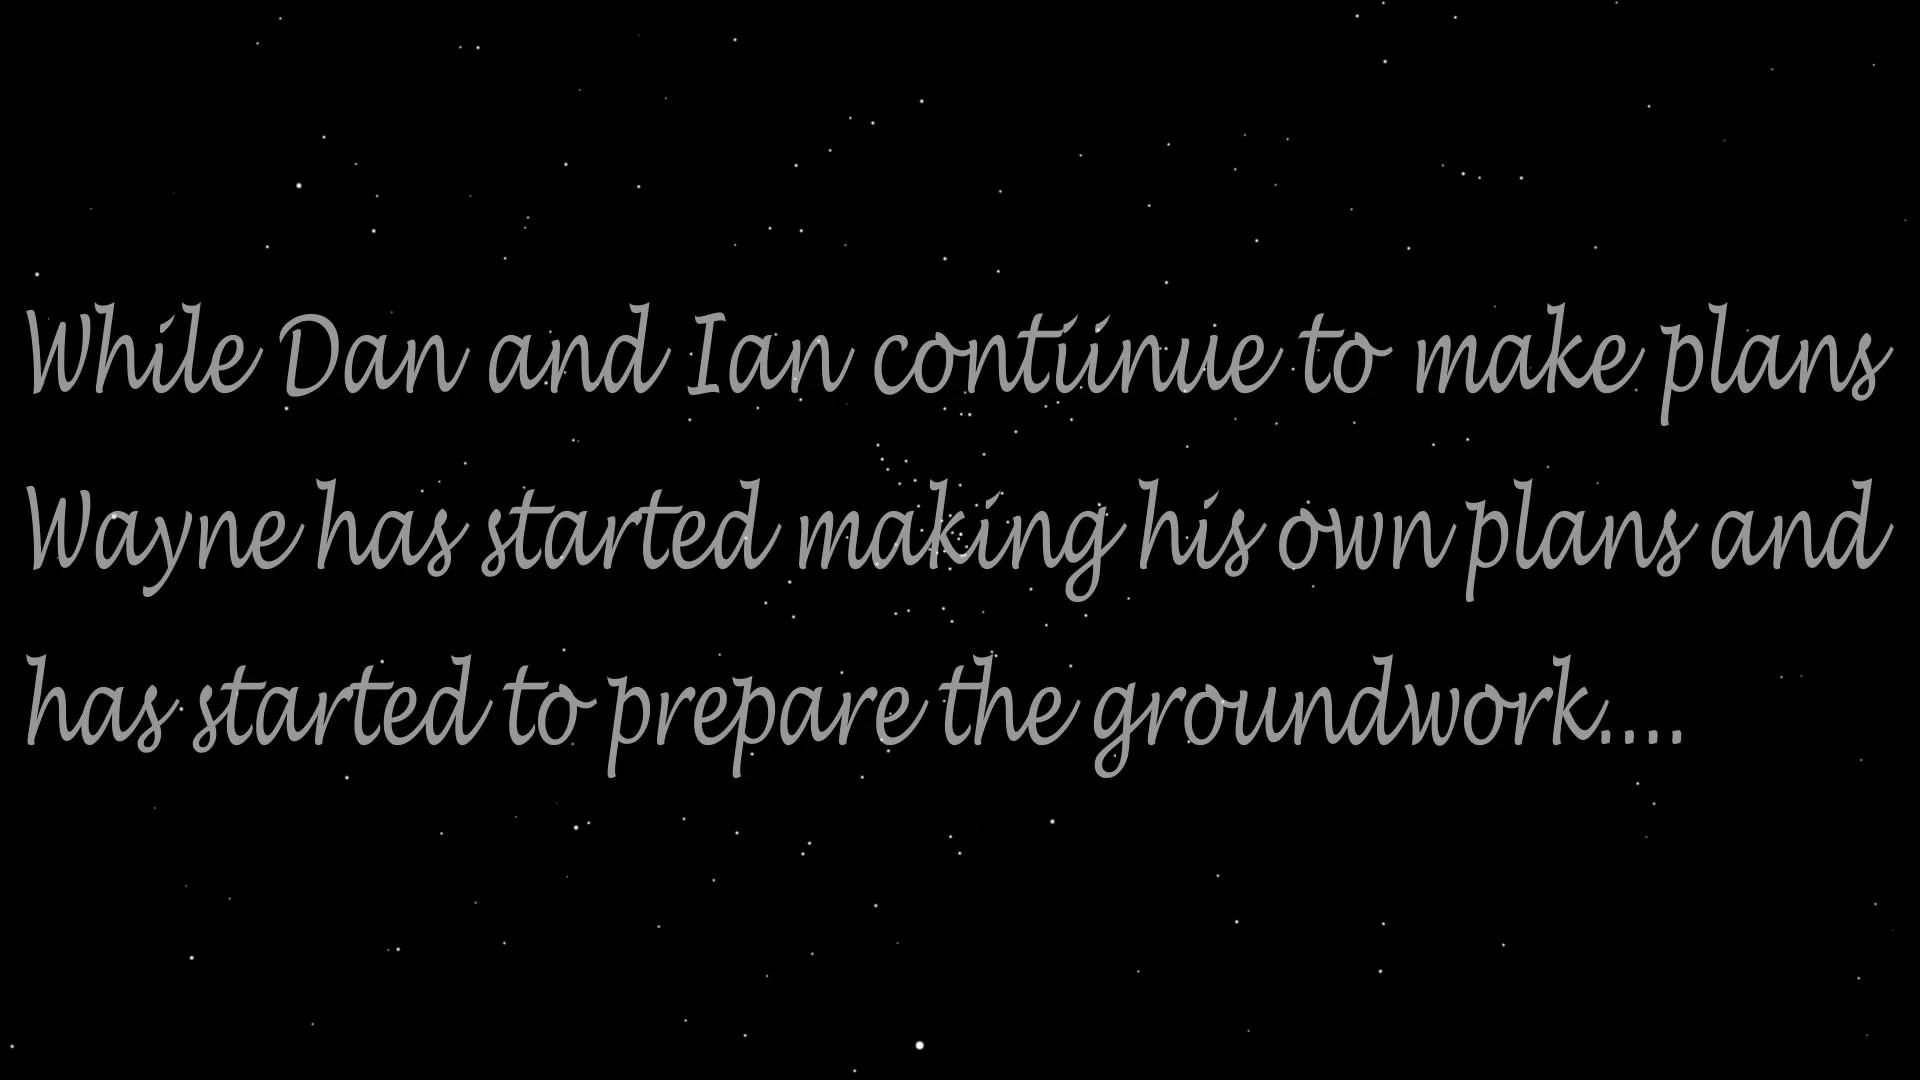 While Dan and Ian contiinue to make plans
Wayne has started making his own plans and
has started to prepare the groundwork....